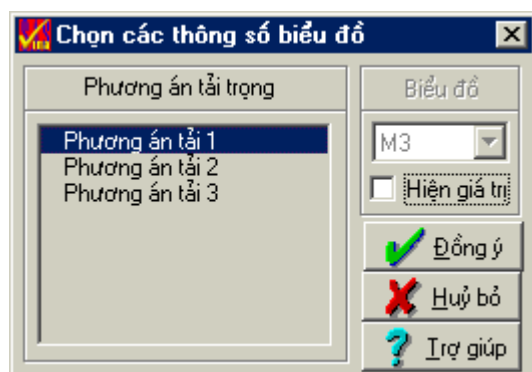 Chọn các thông số biểu đồ
Phương án tải trọng
Phương án tải 1
Phương án tải 2
Phương án tải 3
Biểu đồ
M3
Hiện giá trị
Đồng ý
Huỷ bỏ
Trợ giúp